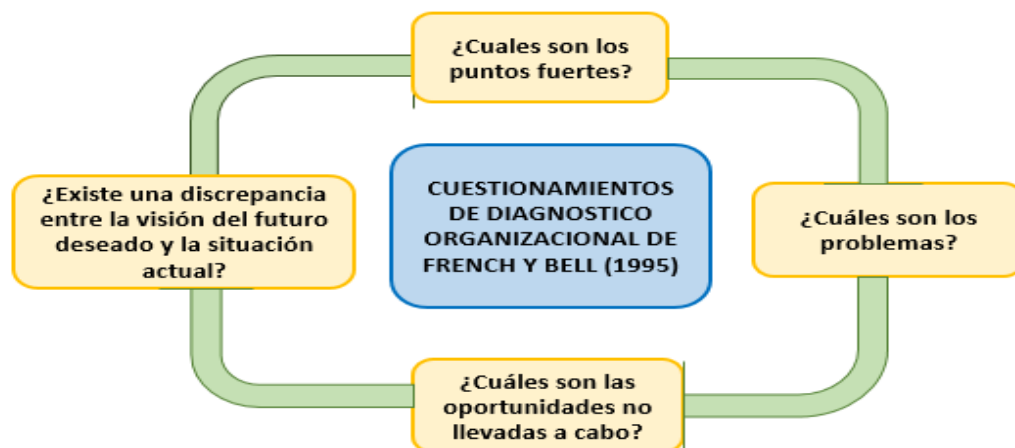 ¿Cuales son los
puntos fuertes?
¿Existe una discrepancia
entre la visión del futuro
deseado y la situación
actual?
CUESTIONAMIENTOS
DE DIAGNOSTICO
ORGANIZACIONAL DE
FRENCH Y BELL (1995)
¿Cuáles son los
problemas?
¿Cuáles son las
oportunidades no
llevadas a cabo?